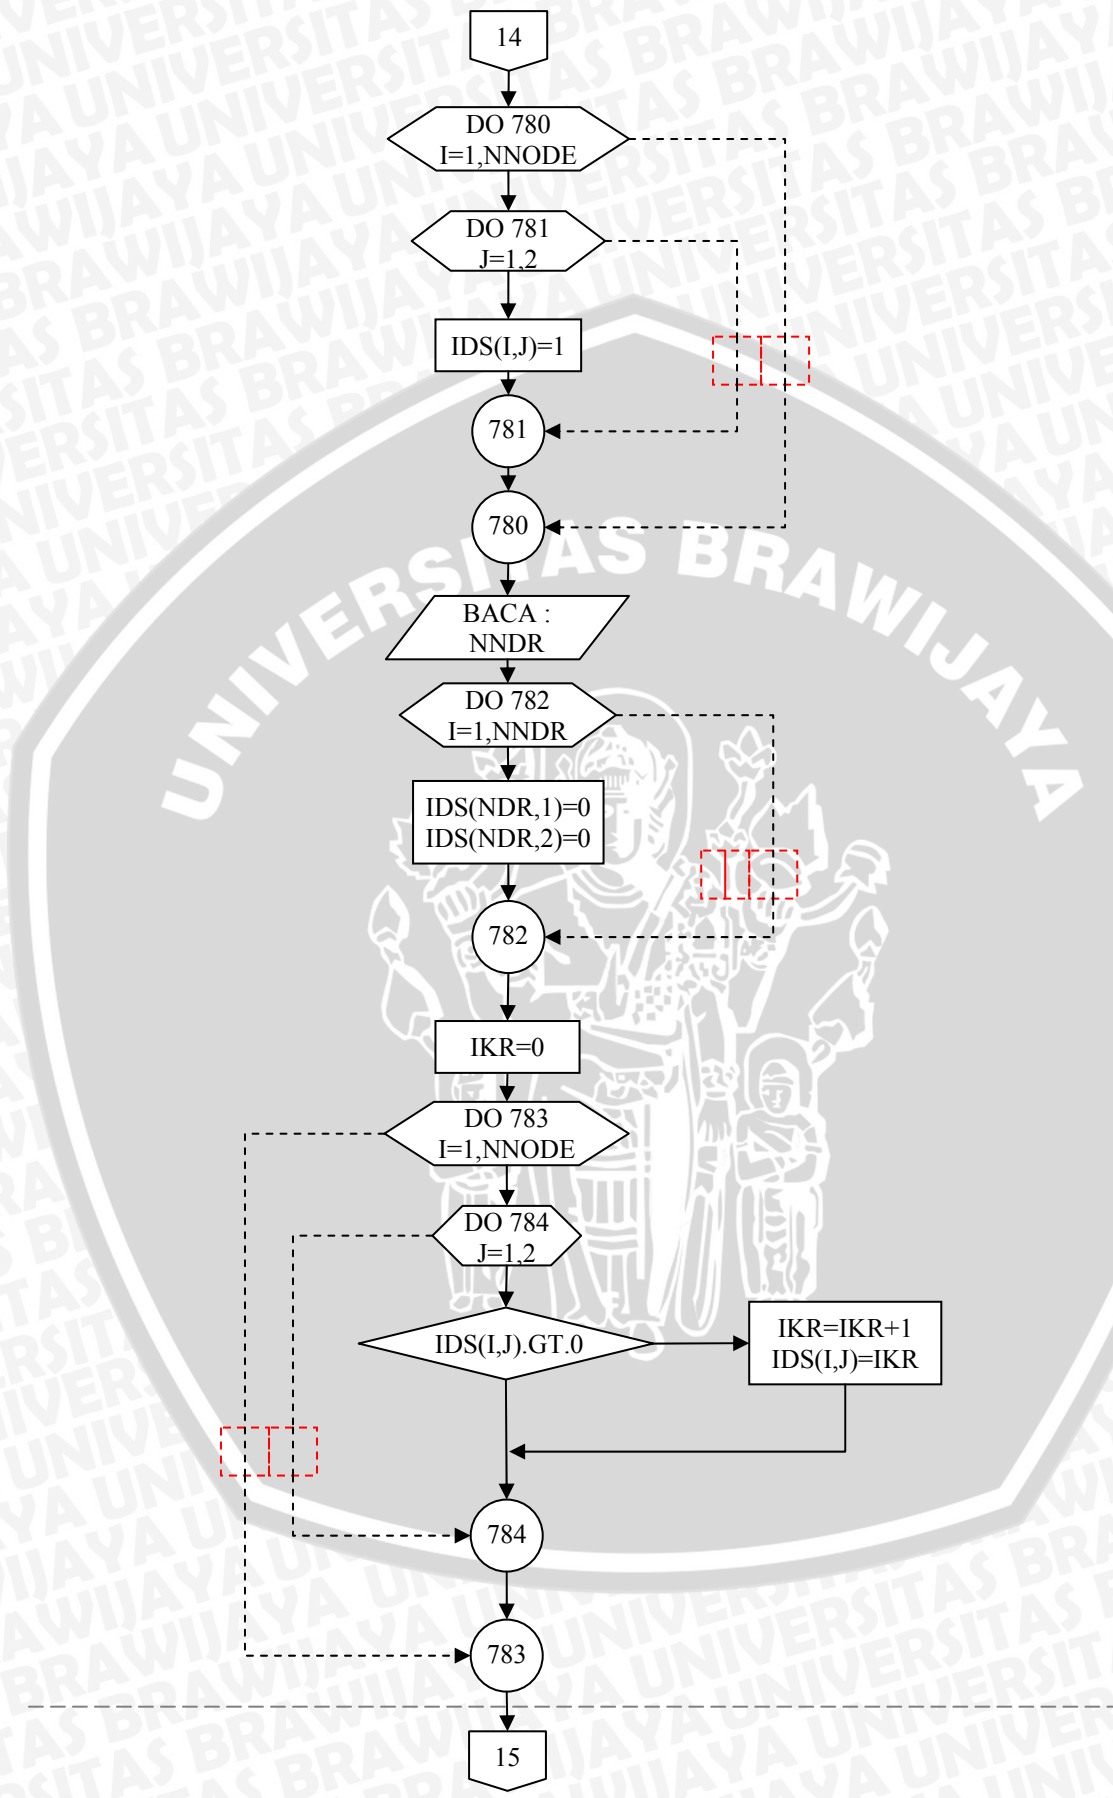 14
DO 780
I=1,NNODE
DO 781
J=1,2
IDS(I,J)=1
781
780
UNIVERSITAS BRAWIJAYA
BACA :
NNDR
DO 782
I=1,NNDR
IDS(NDR,1)=0
IDS(NDR,2)=0
782
IKR=0
DO 783
I=1,NNODE
DO 784
J=1,2
IDS(I,J).GT.0
IKR=IKR+1
IDS(I,J)=IKR
784
783
15